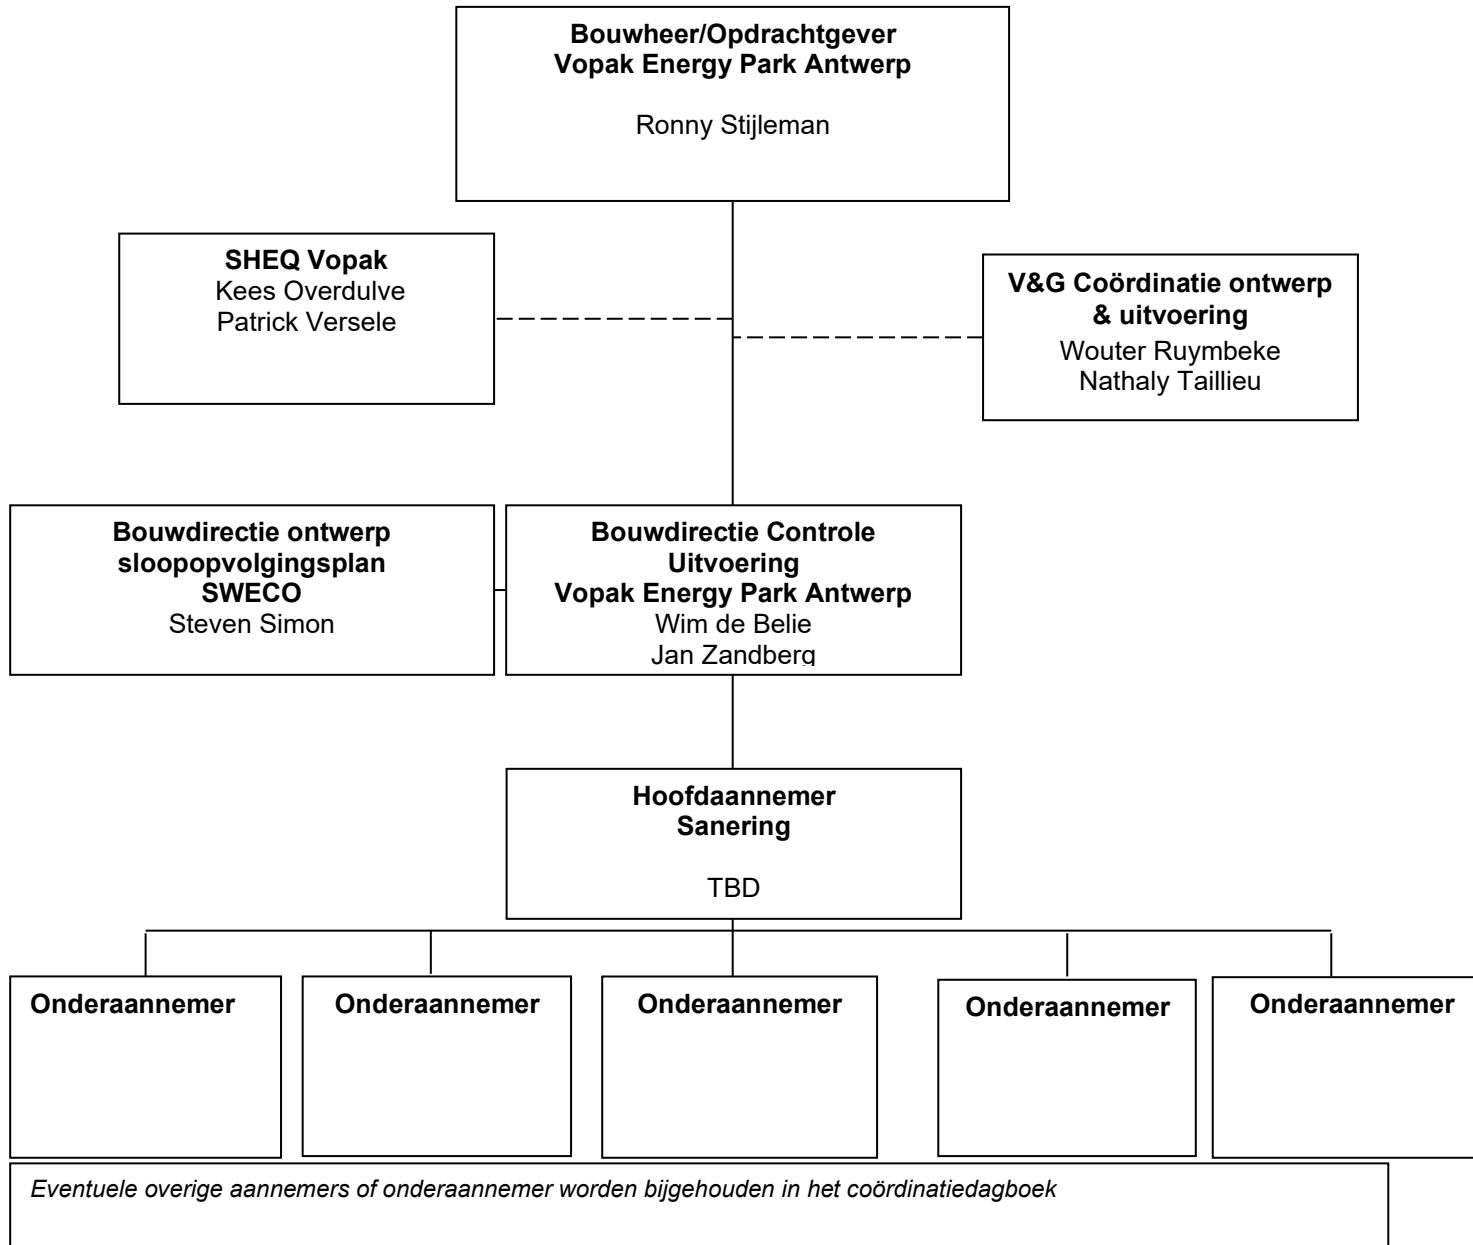 Bouwheer/Opdrachtgever
Vopak Energy Park Antwerp
Ronny Stijleman
SHEQ Vopak
Kees Overdulve
Patrick Versele
V&G Coördinatie ontwerp
& uitvoering
Wouter Ruymbeke
Nathaly Taillieu
Bouwdirectie ontwerp
sloopopvolgingsplan
SWECO
Steven Simon
Bouwdirectie Controle
Uitvoering
Vopak Energy Park Antwerp
Wim de Belie
Jan Zandberg
Hoofdaannemer
Sanering
TBD
Onderaannemer
Onderaannemer
Onderaannemer
Onderaannemer
Onderaannemer
Eventuele overige aannemers of onderaannemer worden bijgehouden in het coördinatiedagboek